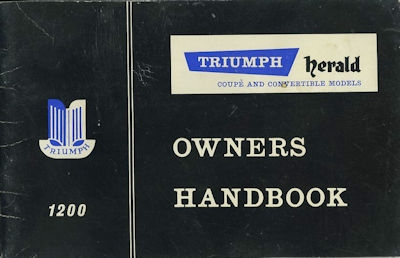 TRIUMPH herald
COUPÉ AND CONVERTIBLE MODELS
TRIUMPH
OWNERS
HANDBOOK
1200